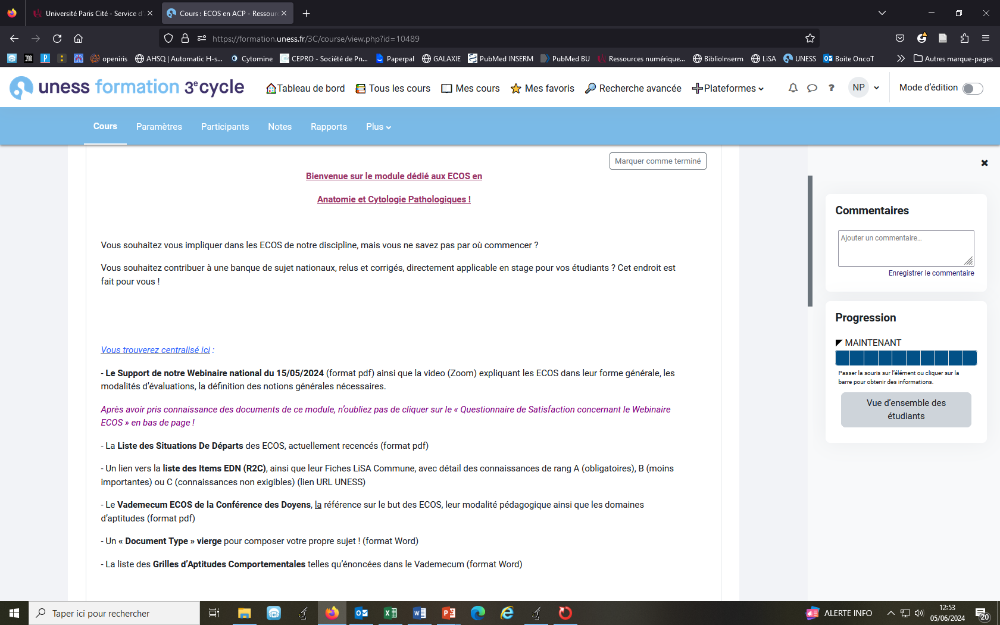 Université Paris Cité - Service d'
Cours : ECOS en ACP - Ressour
https://formation.uness.fr/3C/course/view.php?id=10489
openiris
AHSQ | Automatic H-s...
Cytomine
CEPRO - Société de Pn...
Paperpal
GALAXIE
PubMed INSERM
PubMed BU
Ressources numérique...
BiblioInserm
LiSA
UNESS
Boite OncoT
Autres marque-pages
uness formation 3e cycle
Tableau de bord
Tous les cours
Mes cours
Mes favoris
Recherche avancée
Plateformes
NP
Mode d'édition
Cours
Paramètres
Participants
Notes
Rapports
Plus
Marquer comme terminé
Bienvenue sur le module dédié aux ECOS en
Anatomie et Cytologie Pathologiques !
Vous souhaitez vous impliquer dans les ECOS de notre discipline, mais vous ne savez pas par où commencer ?
Vous souhaitez contribuer à une banque de sujet nationaux, relus et corrigés, directement applicable en stage pour vos étudiants ? Cet endroit est
fait pour vous !
Vous trouverez centralisé ici :
- Le Support de notre Webinaire national du 15/05/2024 (format pdf) ainsi que la video (Zoom) expliquant les ECOS dans leur forme générale, les
modalités d'évaluations, la définition des notions générales nécessaires.
Après avoir pris connaissance des documents de ce module, n'oubliez pas de cliquer sur le « Questionnaire de Satisfaction concernant le Webinaire
ECOS » en bas de page !
- La Liste des Situations De Départs des ECOS, actuellement recencés (format pdf)
- Un lien vers la liste des Items EDN (R2C), ainsi que leur Fiches LiSA Commune, avec détail des connaissances de rang A (obligatoires), B (moins
importantes) ou C (connaissances non exigibles) (lien URL UNESS)
- Le Vademecum ECOS de la Conférence des Doyens, la référence sur le but des ECOS, leur modalité pédagogique ainsi que les domaines
d'aptitudes (format pdf)
- Un « Document Type » vierge pour composer votre propre sujet ! (format Word)
- La liste des Grilles d'Aptitudes Comportementales telles qu'énoncées dans le Vademecum (format Word)
Commentaires
Ajouter un commentaire...
Enregistrer le commentaire
Progression
MAINTENANT
Passer la souris sur l'élément ou cliquer sur la
barre pour obtenir des informations.
Vue d'ensemble des
étudiants
Taper ici pour rechercher
ALERTE INFO
12:53
05/06/2024
20